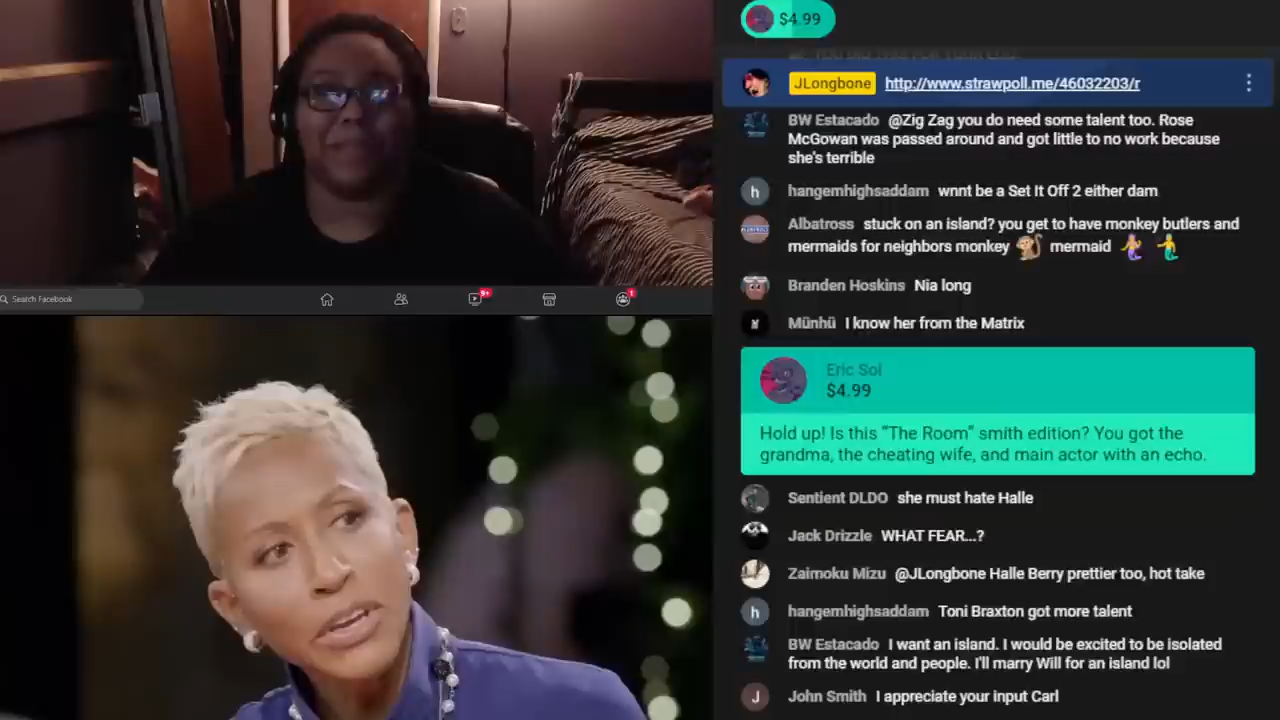 Search Facebook
9+
1
$4.99
JLongbone http://www.strawpoll.me/46032203/r
BW Estacado @Zig Zag you do need some talent too. Rose
McGowan was passed around and got little to no work because
she's terrible
h hangemhighsaddam wnnt be a Set It Off 2 either dam
Albatross stuck on an island? you get to have monkey butlers and
mermaids for neighbors monkey 🐒 mermaid 🧜‍♀️ 🧜‍♂️
Branden Hoskins Nia long
Münhü I know her from the Matrix
Eric Sol
$4.99
Hold up! Is this "The Room" smith edition? You got the
grandma, the cheating wife, and main actor with an echo.
Sentient DLDO she must hate Halle
Jack Drizzle WHAT FEAR...?
Zaimoku Mizu @JLongbone Halle Berry prettier too, hot take
h hangemhighsaddam Toni Braxton got more talent
BW Estacado I want an island. I would be excited to be isolated
from the world and people. I'll marry Will for an island lol
J John Smith I appreciate your input Carl